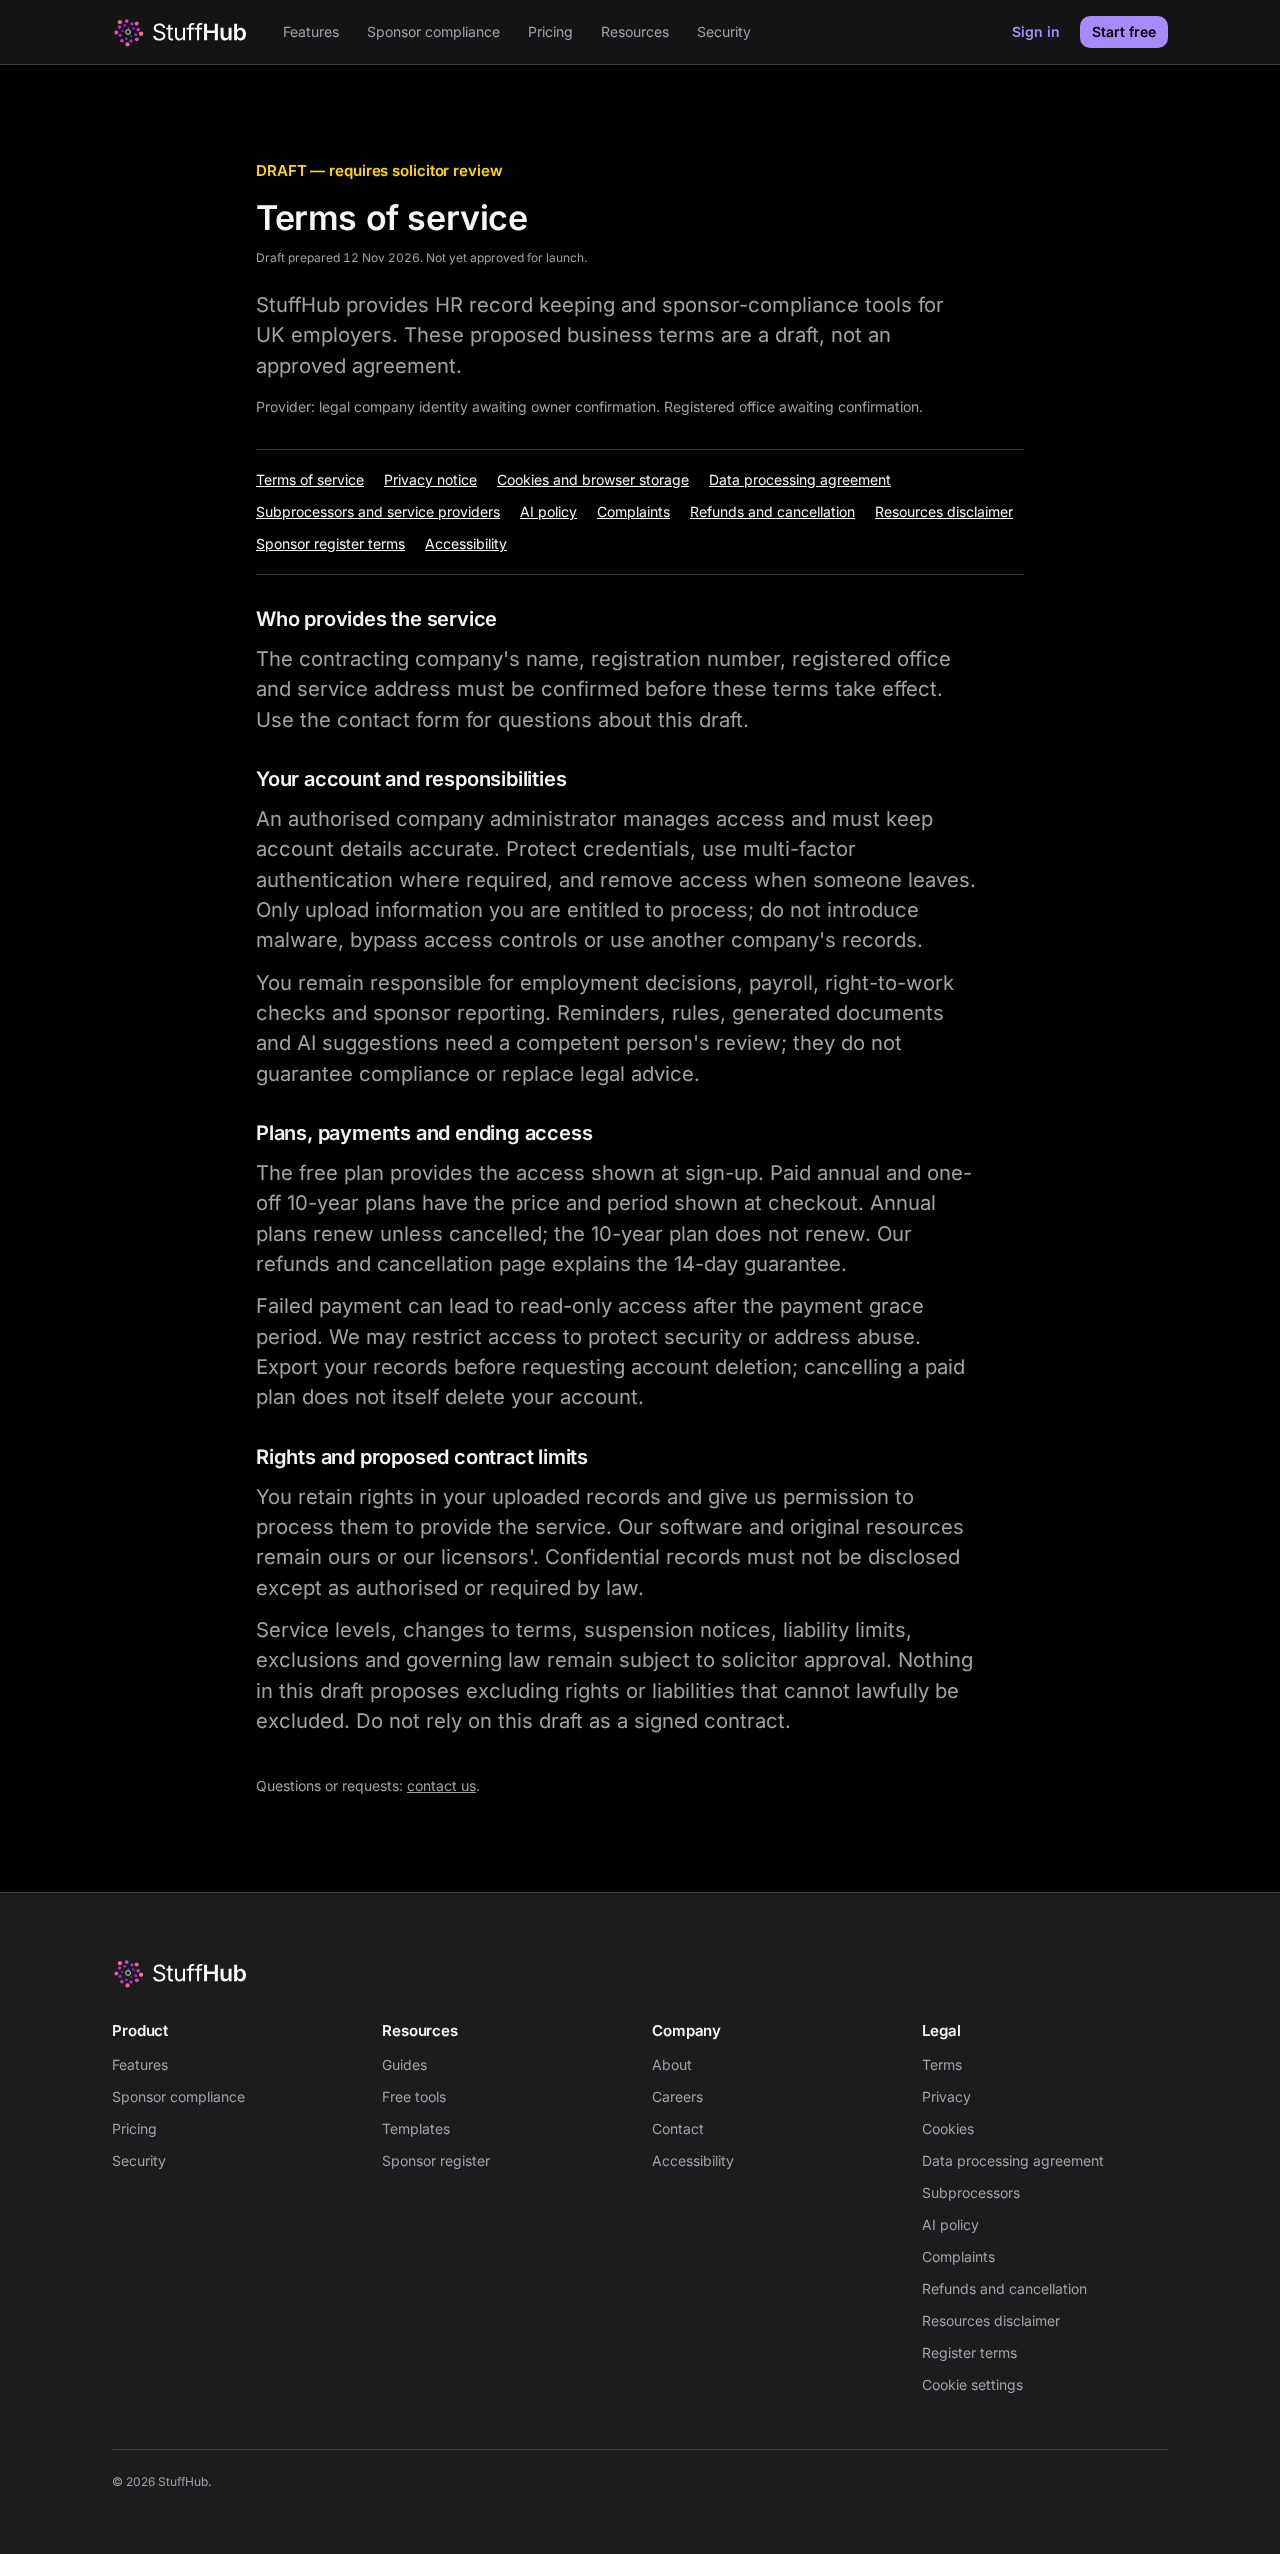 StuffHub
Features
Sponsor compliance
Pricing
Resources
Security
Sign in
Start free
DRAFT — requires solicitor review
Terms of service
Draft prepared 12 Nov 2026. Not yet approved for launch.
StuffHub provides HR record keeping and sponsor-compliance tools for
UK employers. These proposed business terms are a draft, not an
approved agreement.
Provider: legal company identity awaiting owner confirmation. Registered office awaiting confirmation.
Terms of service Privacy notice Cookies and browser storage Data processing agreement
Subprocessors and service providers AI policy Complaints Refunds and cancellation Resources disclaimer
Sponsor register terms Accessibility
Who provides the service
The contracting company's name, registration number, registered office
and service address must be confirmed before these terms take effect.
Use the contact form for questions about this draft.
Your account and responsibilities
An authorised company administrator manages access and must keep
account details accurate. Protect credentials, use multi-factor
authentication where required, and remove access when someone leaves.
Only upload information you are entitled to process; do not introduce
malware, bypass access controls or use another company's records.
You remain responsible for employment decisions, payroll, right-to-work
checks and sponsor reporting. Reminders, rules, generated documents
and AI suggestions need a competent person's review; they do not
guarantee compliance or replace legal advice.
Plans, payments and ending access
The free plan provides the access shown at sign-up. Paid annual and one-
off 10-year plans have the price and period shown at checkout. Annual
plans renew unless cancelled; the 10-year plan does not renew. Our
refunds and cancellation page explains the 14-day guarantee.
Failed payment can lead to read-only access after the payment grace
period. We may restrict access to protect security or address abuse.
Export your records before requesting account deletion; cancelling a paid
plan does not itself delete your account.
Rights and proposed contract limits
You retain rights in your uploaded records and give us permission to
process them to provide the service. Our software and original resources
remain ours or our licensors'. Confidential records must not be disclosed
except as authorised or required by law.
Service levels, changes to terms, suspension notices, liability limits,
exclusions and governing law remain subject to solicitor approval. Nothing
in this draft proposes excluding rights or liabilities that cannot lawfully be
excluded. Do not rely on this draft as a signed contract.
Questions or requests: contact us.
StuffHub
Product
Features
Sponsor compliance
Pricing
Security
Resources
Guides
Free tools
Templates
Sponsor register
Company
About
Careers
Contact
Accessibility
Legal
Terms
Privacy
Cookies
Data processing agreement
Subprocessors
AI policy
Complaints
Refunds and cancellation
Resources disclaimer
Register terms
Cookie settings
© 2026 StuffHub.